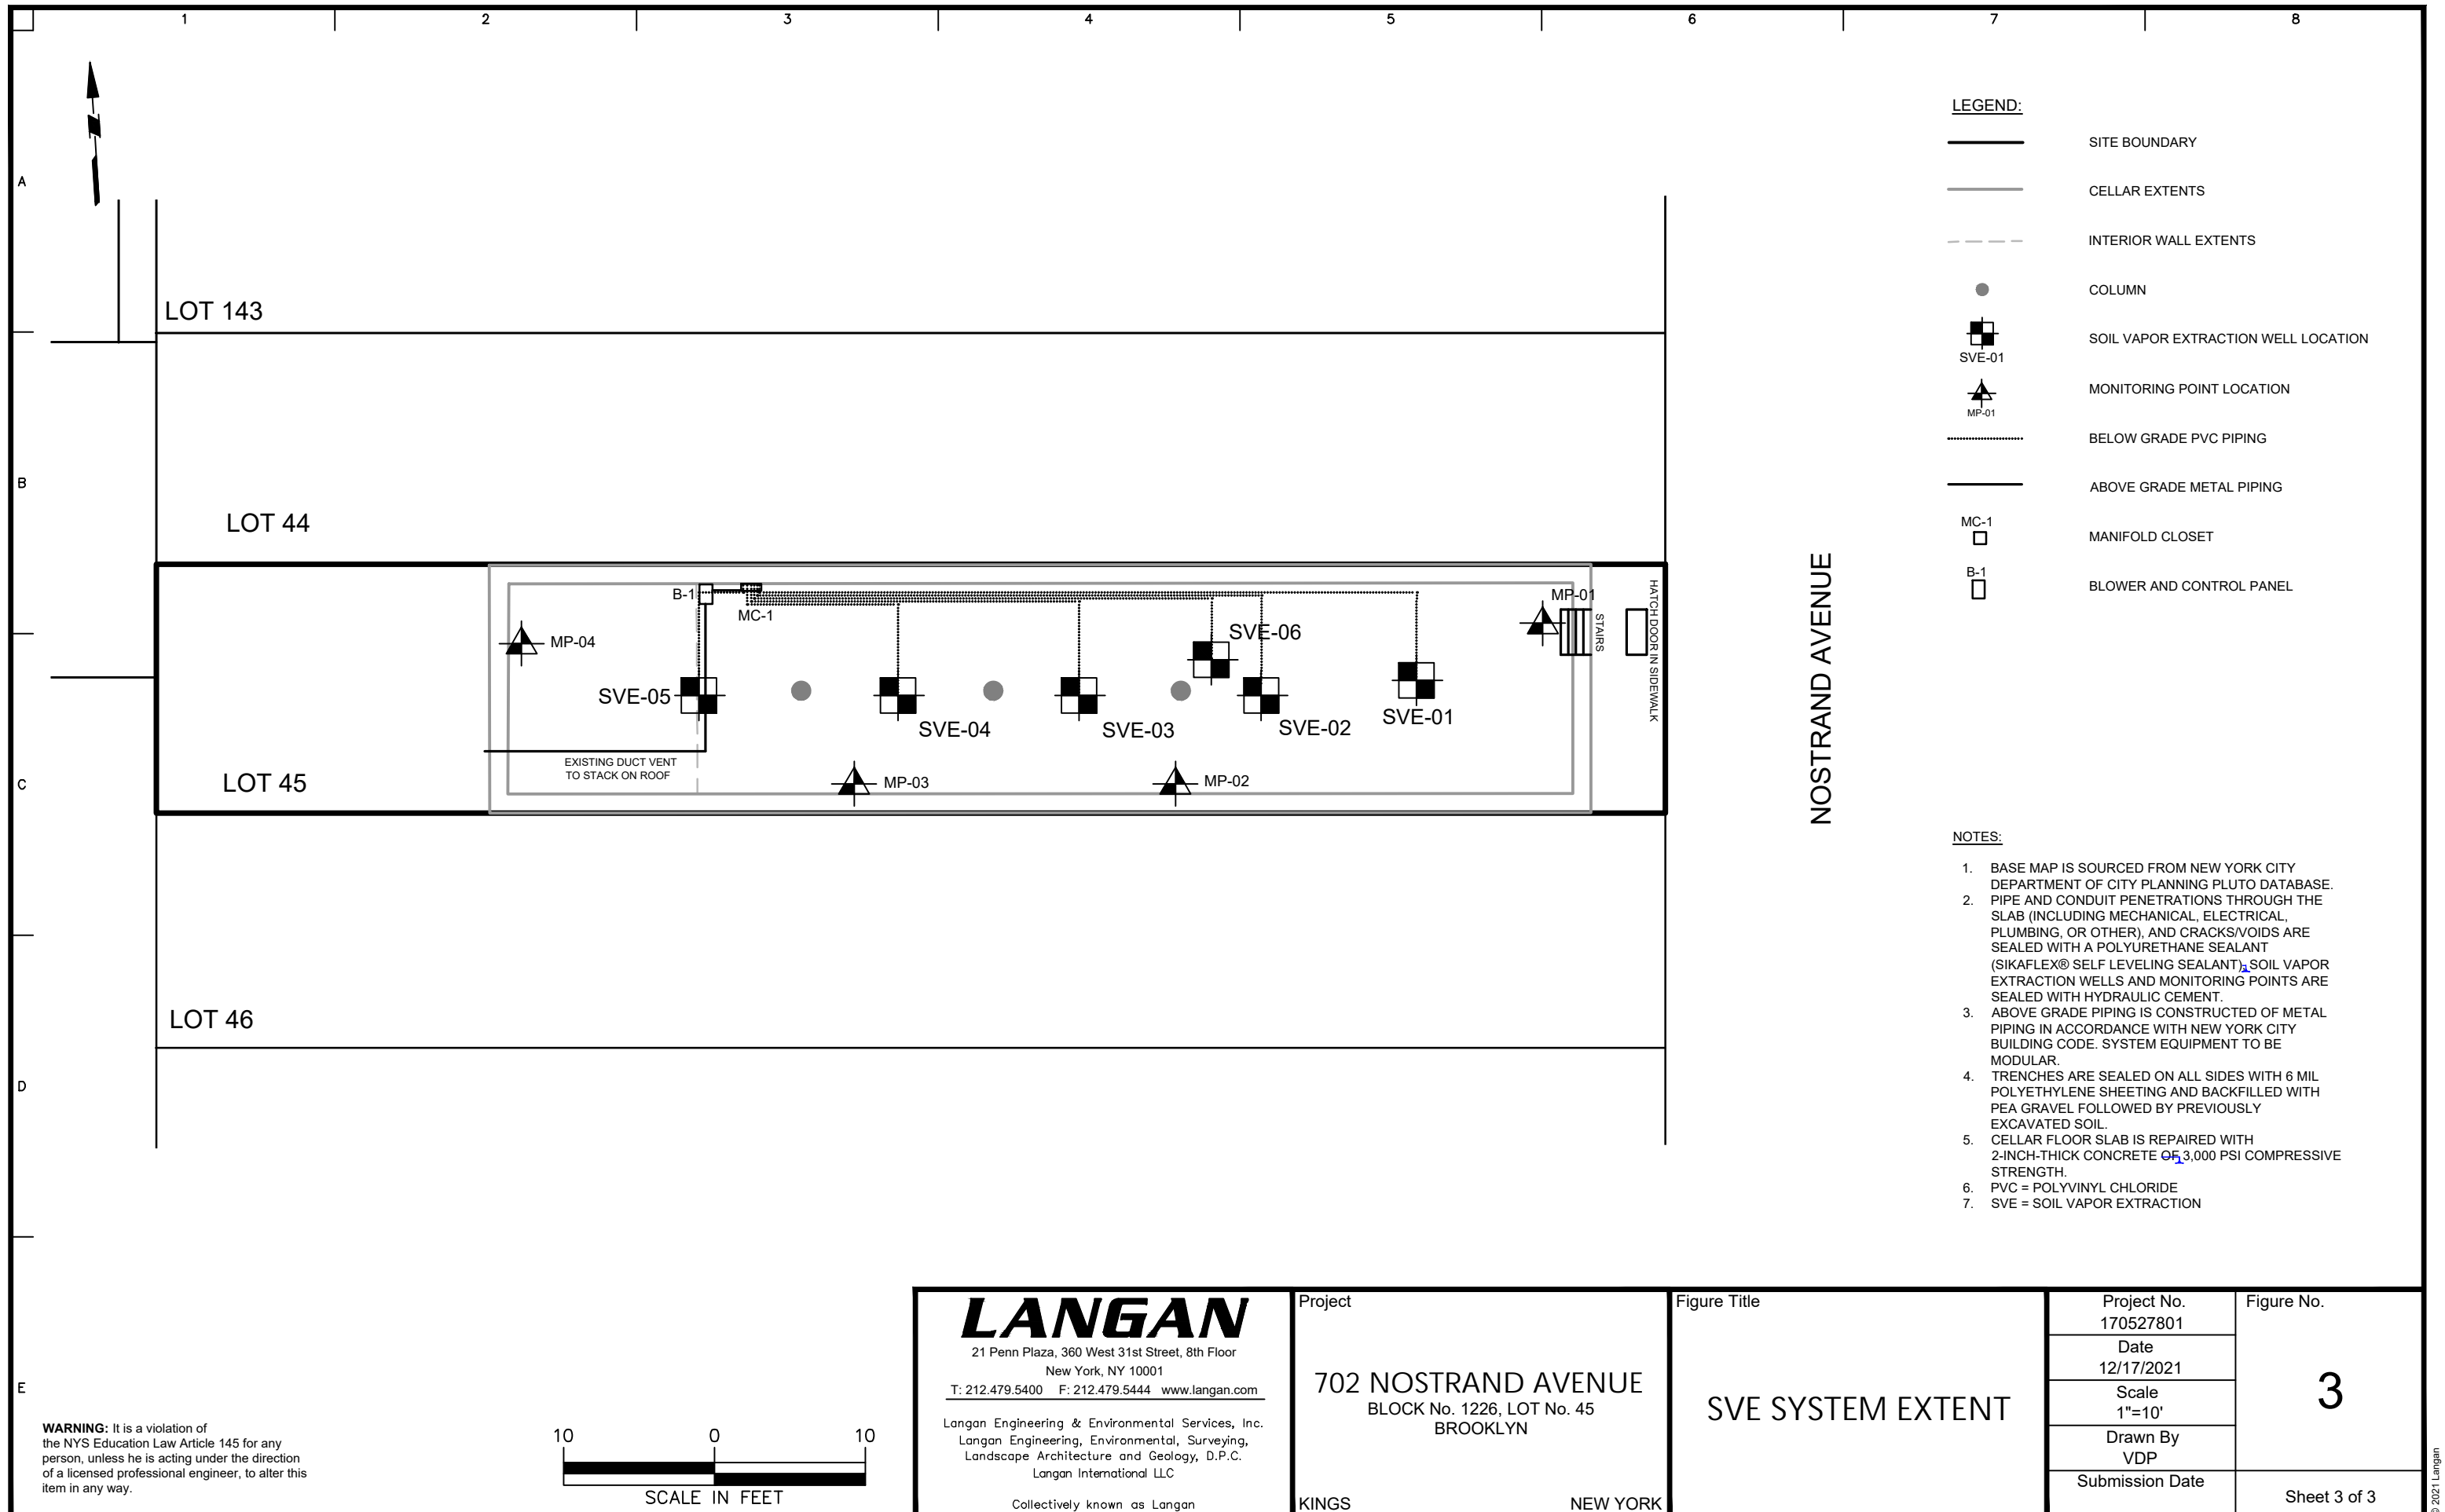 1 2 3 4 5 6 7 8
A
B
C
D
E
LOT 143
LOT 44
LOT 45
LOT 46
B-1
MC-1
MP-04
SVE-05
SVE-04
SVE-03
SVE-06
SVE-02
SVE-01
MP-01
STAIRS
HATCH DOOR IN SIDEWALK
EXISTING DUCT VENT
TO STACK ON ROOF
MP-03
MP-02
NOSTRAND AVENUE
LEGEND:
SITE BOUNDARY
CELLAR EXTENTS
INTERIOR WALL EXTENTS
COLUMN
SVE-01
SOIL VAPOR EXTRACTION WELL LOCATION
MP-01
MONITORING POINT LOCATION
BELOW GRADE PVC PIPING
ABOVE GRADE METAL PIPING
MC-1
MANIFOLD CLOSET
B-1
BLOWER AND CONTROL PANEL
NOTES:
1. BASE MAP IS SOURCED FROM NEW YORK CITY
DEPARTMENT OF CITY PLANNING PLUTO DATABASE.
2. PIPE AND CONDUIT PENETRATIONS THROUGH THE
SLAB (INCLUDING MECHANICAL, ELECTRICAL,
PLUMBING, OR OTHER), AND CRACKS/VOIDS ARE
SEALED WITH A POLYURETHANE SEALANT
(SIKAFLEX® SELF LEVELING SEALANT). SOIL VAPOR
EXTRACTION WELLS AND MONITORING POINTS ARE
SEALED WITH HYDRAULIC CEMENT.
3. ABOVE GRADE PIPING IS CONSTRUCTED OF METAL
PIPING IN ACCORDANCE WITH NEW YORK CITY
BUILDING CODE. SYSTEM EQUIPMENT TO BE
MODULAR.
4. TRENCHES ARE SEALED ON ALL SIDES WITH 6 MIL
POLYETHYLENE SHEETING AND BACKFILLED WITH
PEA GRAVEL FOLLOWED BY PREVIOUSLY
EXCAVATED SOIL.
5. CELLAR FLOOR SLAB IS REPAIRED WITH
2-INCH-THICK CONCRETE OF 3,000 PSI COMPRESSIVE
STRENGTH.
6. PVC = POLYVINYL CHLORIDE
7. SVE = SOIL VAPOR EXTRACTION
WARNING: It is a violation of
the NYS Education Law Article 145 for any
person, unless he is acting under the direction
of a licensed professional engineer, to alter this
item in any way.
10 0 10
SCALE IN FEET
LANGAN
21 Penn Plaza, 360 West 31st Street, 8th Floor
New York, NY 10001
T: 212.479.5400 F: 212.479.5444 www.langan.com
Langan Engineering & Environmental Services, Inc.
Langan Engineering, Environmental, Surveying,
Landscape Architecture and Geology, D.P.C.
Langan International LLC
Collectively known as Langan
Project
702 NOSTRAND AVENUE
BLOCK No. 1226, LOT No. 45
BROOKLYN
KINGS NEW YORK
Figure Title
SVE SYSTEM EXTENT
Project No.
170527801
Date
12/17/2021
Scale
1"=10'
Drawn By
VDP
Submission Date
Figure No.
3
Sheet 3 of 3
© 2021 Langan